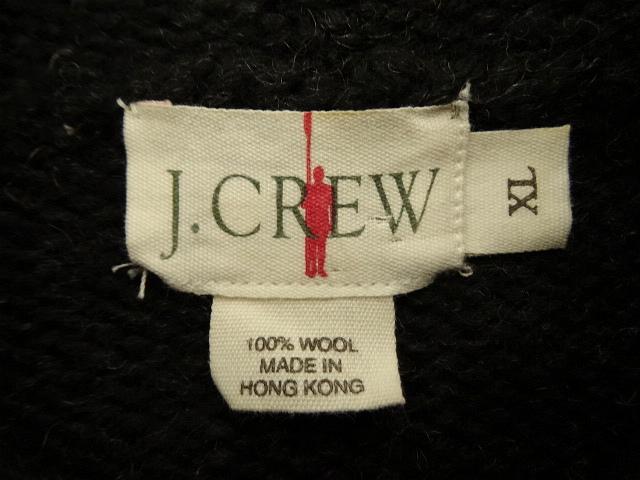 J.CREW
XL
100% WOOL
MADE IN
HONG KONG